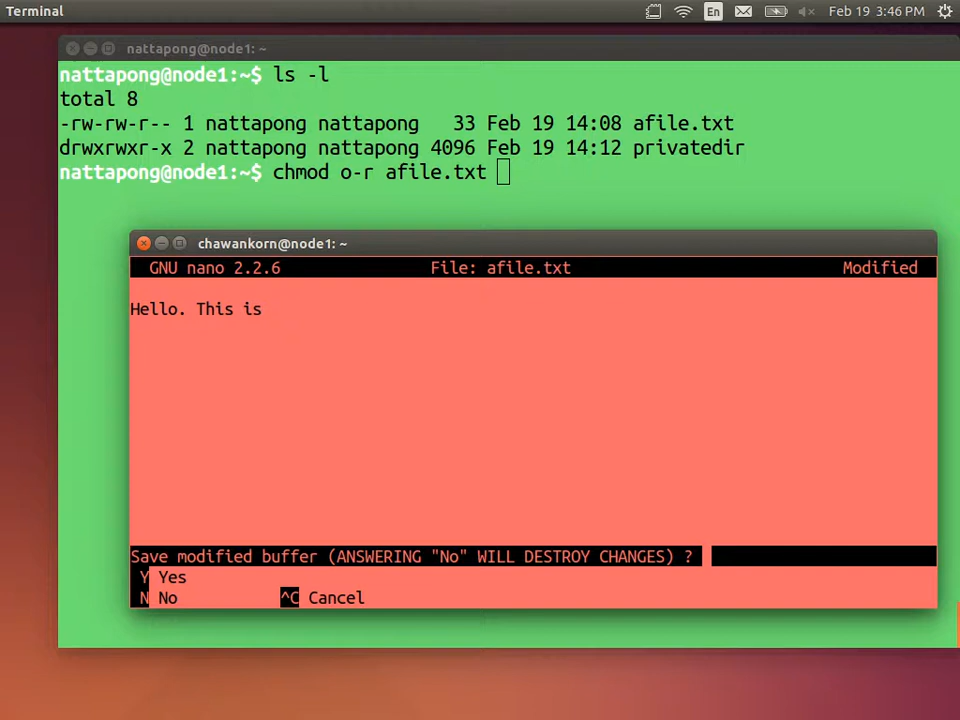 Terminal
En
Feb 19 3:46 PM
nattapong@node1: ~
nattapong@node1:~$ ls -l
total 8
-rw-rw-r-- 1 nattapong nattapong   33 Feb 19 14:08 afile.txt
drwxrwxr-x 2 nattapong nattapong 4096 Feb 19 14:12 privatedir
nattapong@node1:~$ chmod o-r afile.txt
chawankorn@node1: ~
GNU nano 2.2.6 File: afile.txt Modified
Hello. This is
Save modified buffer (ANSWERING "No" WILL DESTROY CHANGES) ?
Y Yes
N No ^C Cancel